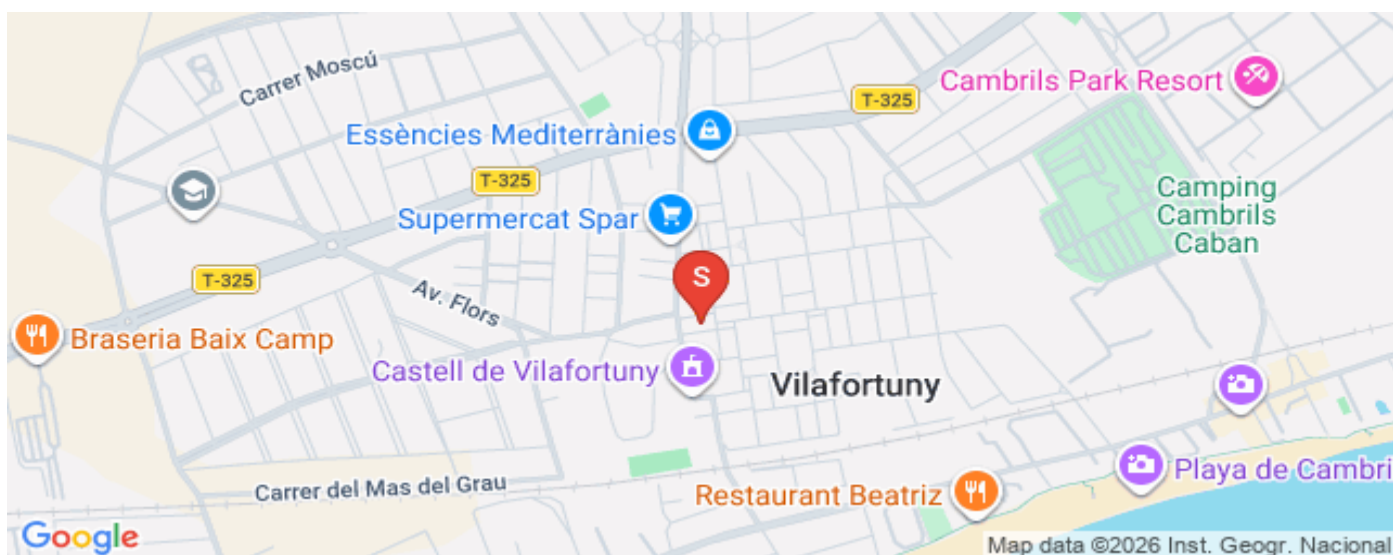 Carrer Moscú
Cambrils Park Resort
T-325
Essències Mediterrànies
T-325
Camping
Cambrils
Caban
Supermercat Spar
S
T-325
Av. Flors
Braseria Baix Camp
Castell de Vilafortuny
Vilafortuny
Playa de Cambri
Carrer del Mas del Grau
Restaurant Beatriz
Google
Map data ©2026 Inst. Geogr. Nacional